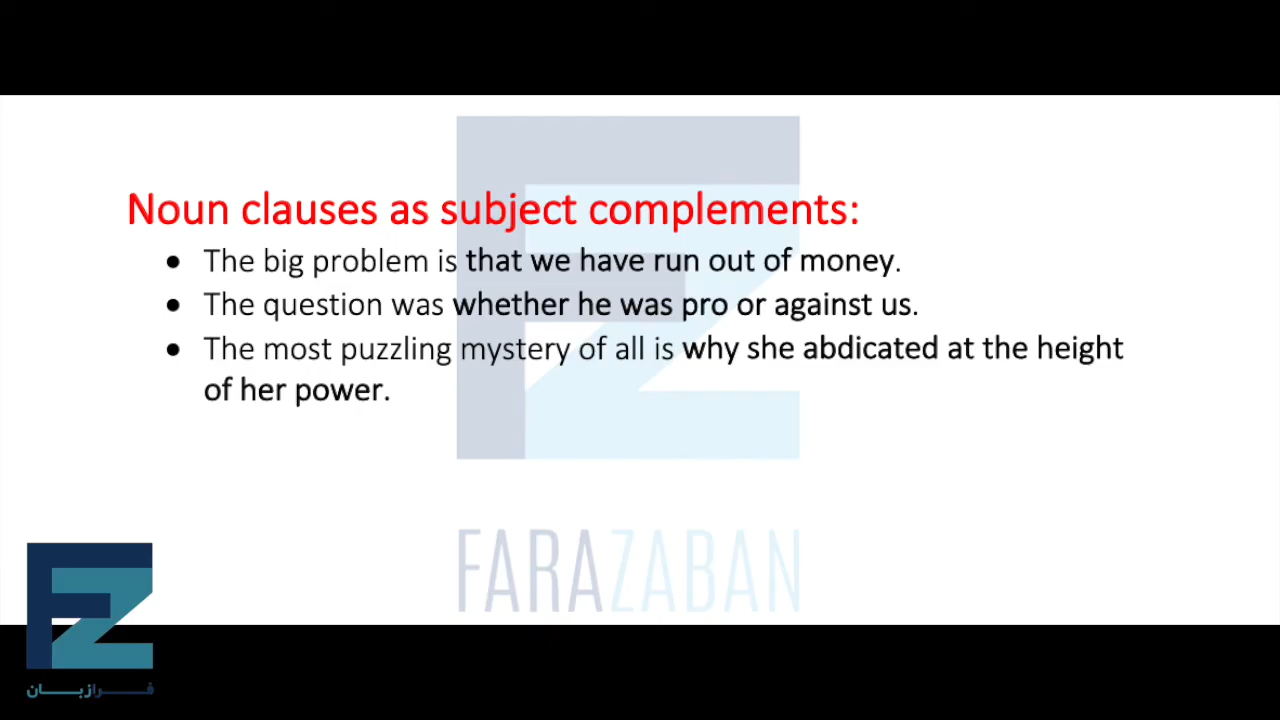 Noun clauses as subject complements:
• The big problem is that we have run out of money.
• The question was whether he was pro or against us.
• The most puzzling mystery of all is why she abdicated at the height
of her power.
FARAZABAN
فرازبان